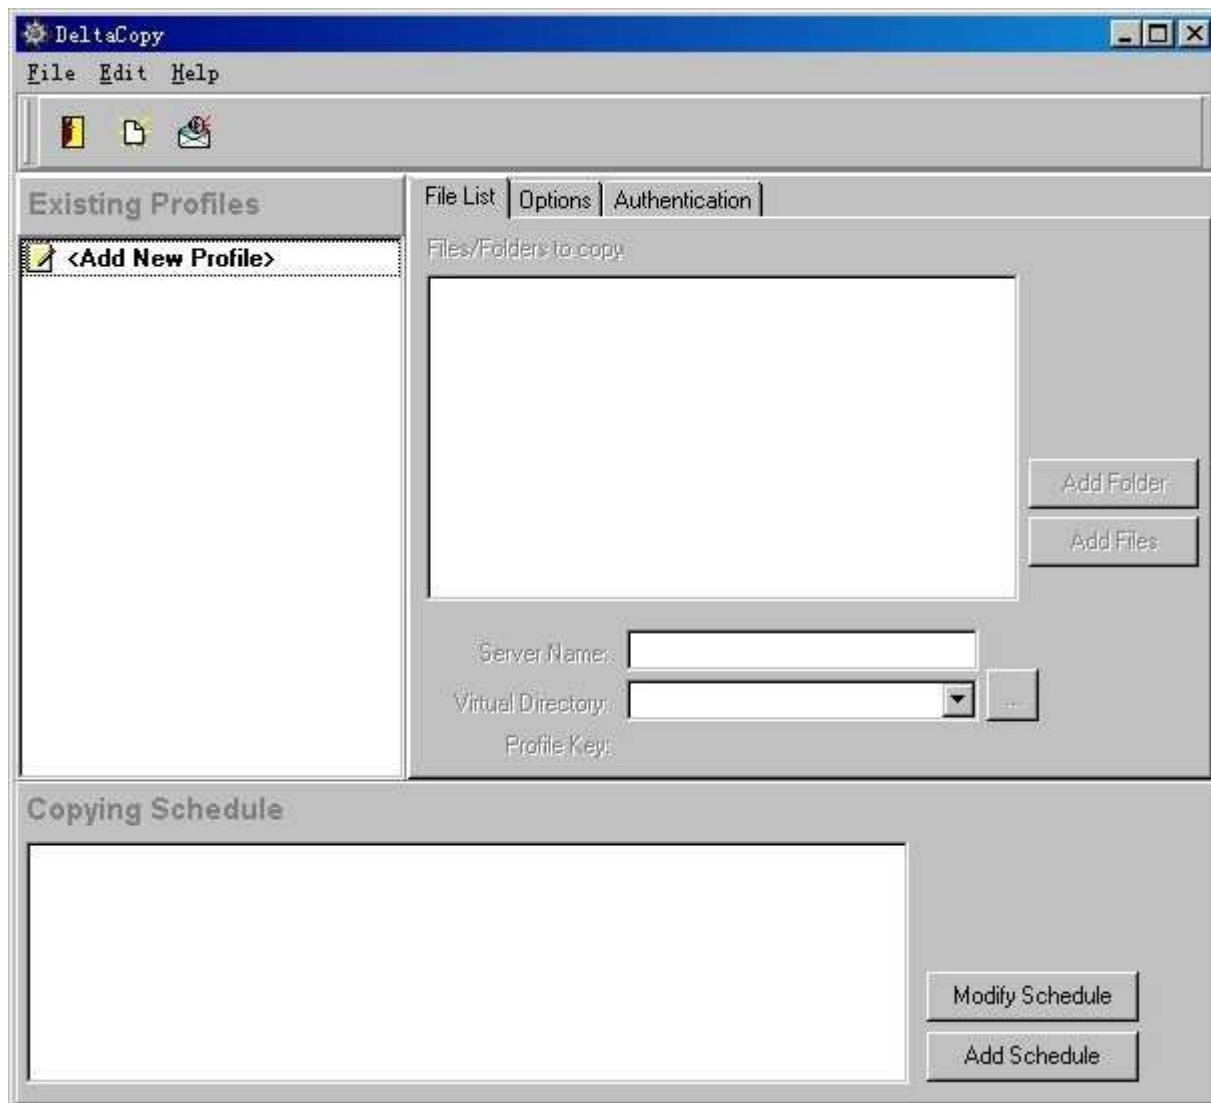 DeltaCopy
File Edit Help
Existing Profiles
<Add New Profile>
File List Options Authentication
Files/Folders to copy
Add Folder
Add Files
Server Name:
Virtual Directory:
...
Profile Key:
Copying Schedule
Modify Schedule
Add Schedule